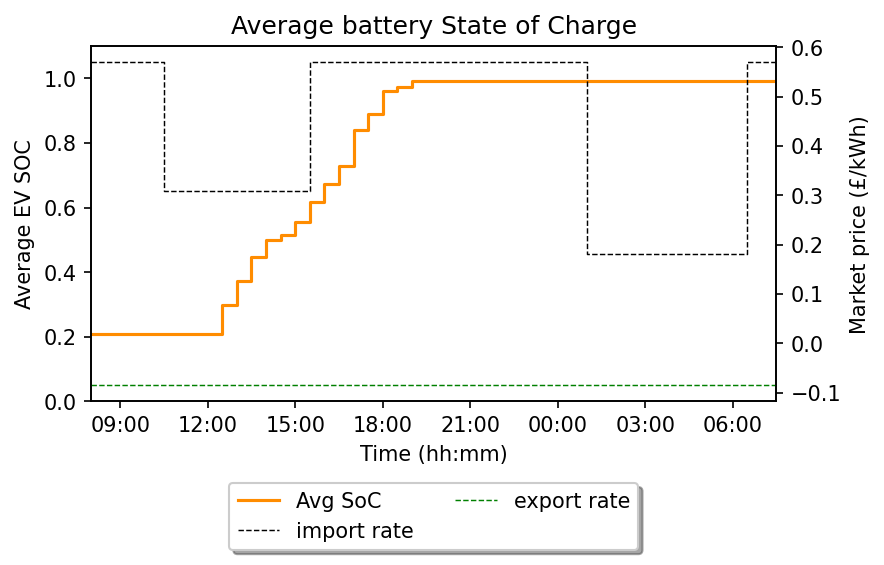 Average battery State of Charge
Average EV SOC
1.0
0.8
0.6
0.4
0.2
0.0
0.6
0.5
0.4
0.3
0.2
0.1
0.0
−0.1
Market price (£/kWh)
09:00 12:00 15:00 18:00 21:00 00:00 03:00 06:00
Time (hh:mm)
Avg SoC export rate
import rate